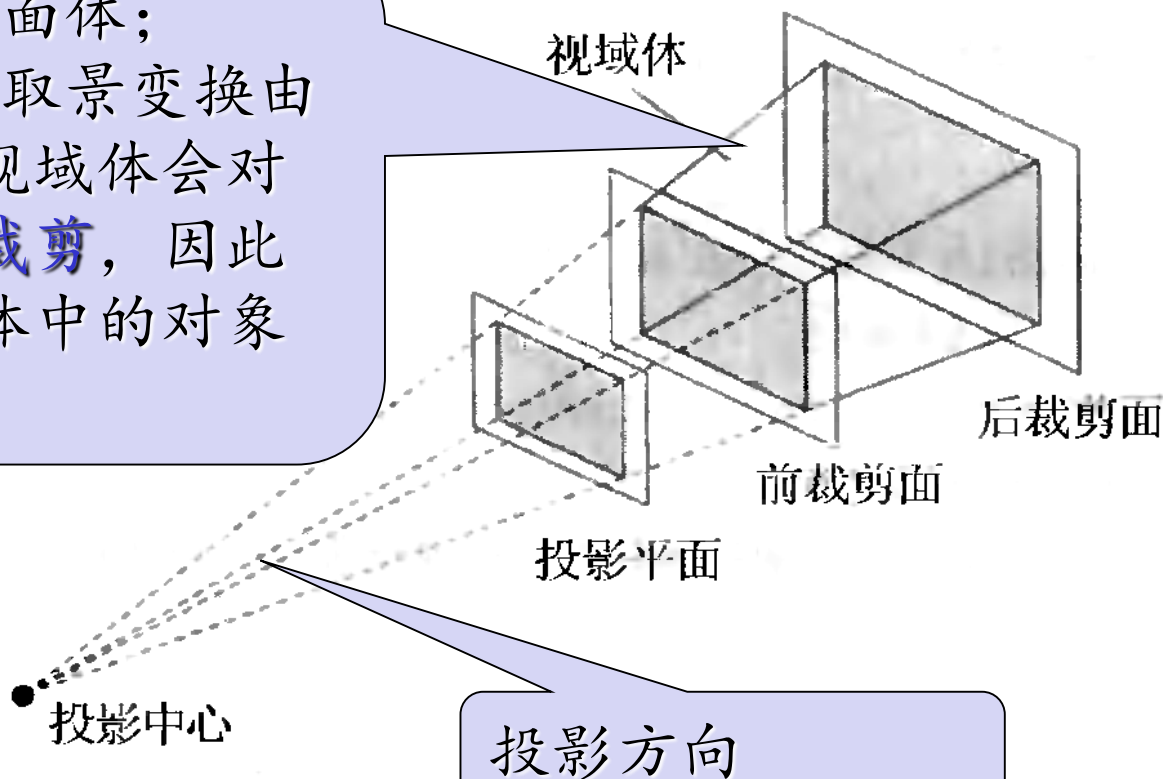 面体；
取景变换由
视域体会对
裁剪，因此
体中的对象
视域体
后裁剪面
前裁剪面
投影平面
投影中心
投影方向